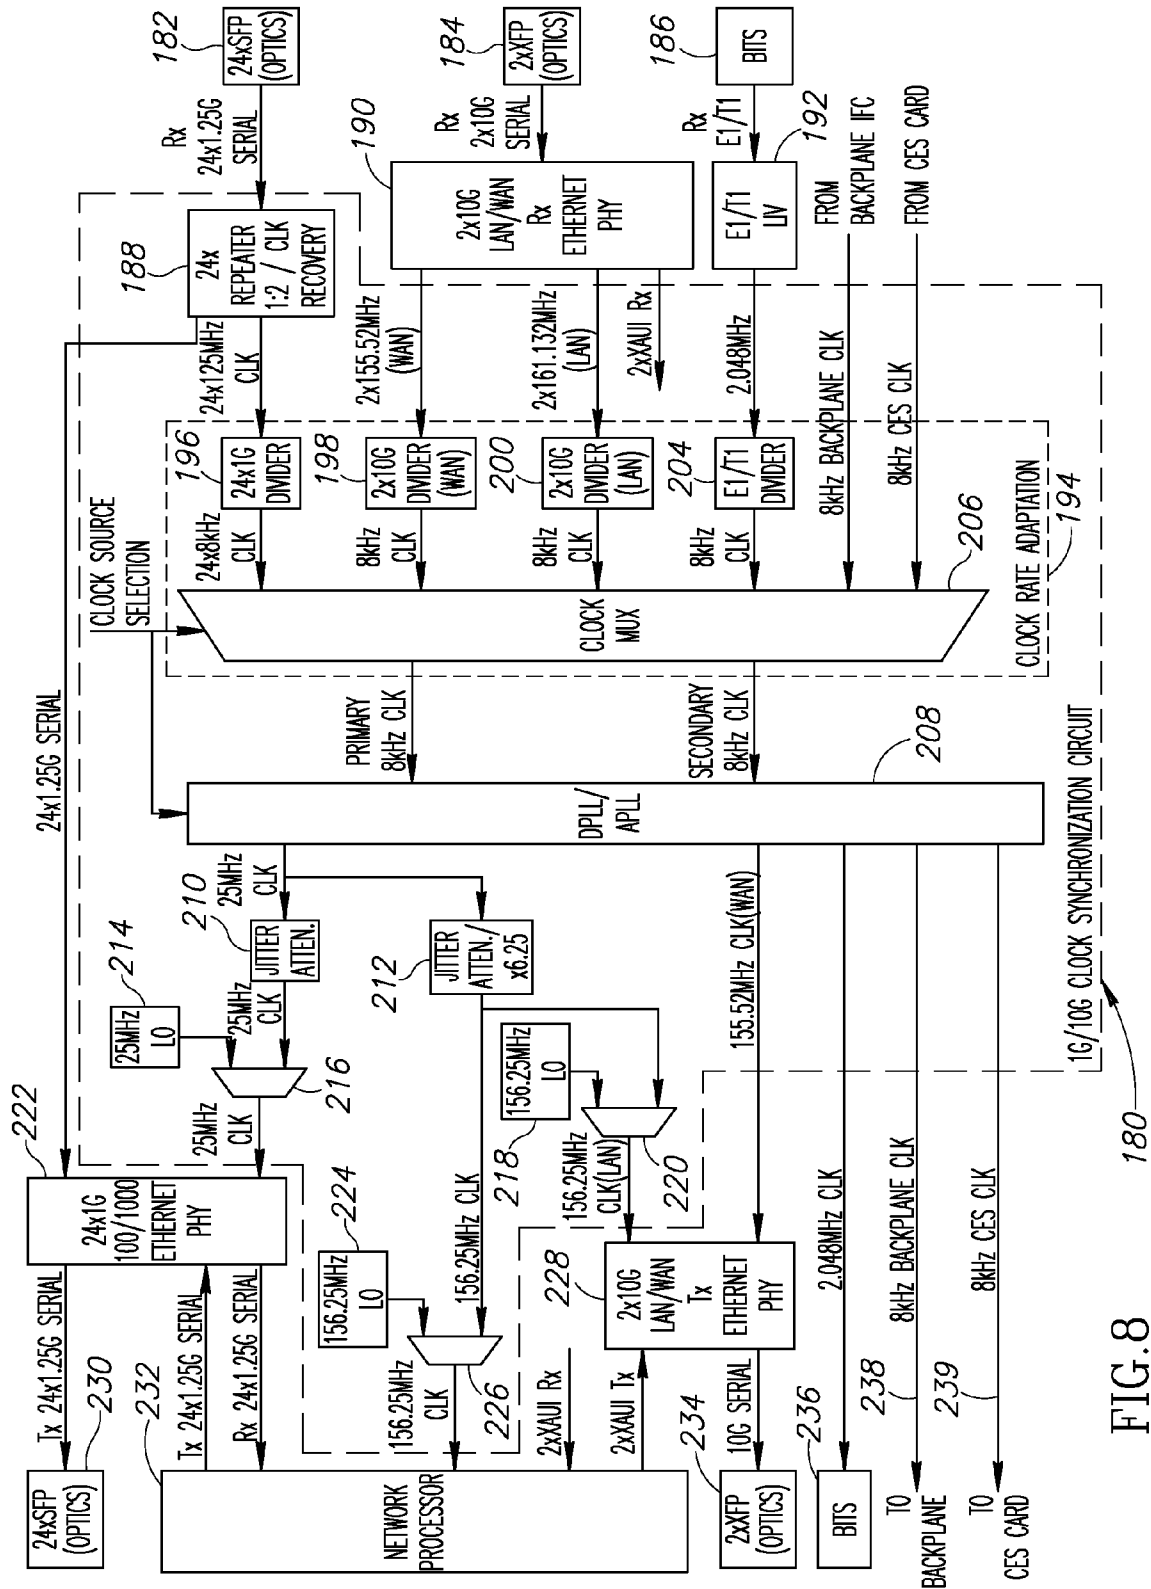 182
24xSFP
(OPTICS)
Rx
24x1.25G
SERIAL
188
24x
REPEATER
1:2 / CLK
RECOVERY
24x125MHz
CLK
196
24x1G
DIVIDER
24x8kHz
CLK
CLOCK SOURCE
SELECTION
24x1.25G SERIAL
184
2xXFP
(OPTICS)
Rx
2x10G
SERIAL
190
2x10G
LAN/WAN
Rx
ETHERNET
PHY
2x155.52MHz
(WAN)
2x161.132MHz
(LAN)
2xXAUI Rx
198
2x10G
DIVIDER
(WAN)
8kHz
CLK
200
2x10G
DIVIDER
(LAN)
8kHz
CLK
186
BITS
Rx
E1/T1
192
E1/T1
LIV
2.048MHz
204
E1/T1
DIVIDER
8kHz
CLK
FROM
BACKPLANE IFC
8kHz BACKPLANE CLK
FROM CES CARD
8kHz CES CLK
CLOCK
MUX
206
CLOCK RATE ADAPTATION
194
PRIMARY
8kHz CLK
SECONDARY
8kHz CLK
DPLL/
APLL
208
1G/10G CLOCK SYNCHRONIZATION CIRCUIT
180
25MHz
CLK
210
JITTER
ATTEN.
25MHz
CLK
214
25MHz
LO
216
25MHz
CLK
212
JITTER
ATTEN./
x6.25
218
156.25MHz
LO
220
156.25MHz
CLK(LAN)
156.25MHz CLK
155.52MHz CLK(WAN)
2.048MHz CLK
8kHz BACKPLANE CLK
8kHz CES CLK
222
24x1G
100/1000
ETHERNET
PHY
224
156.25MHz
LO
226
156.25MHz
CLK
228
2x10G
LAN/WAN
Tx
ETHERNET
PHY
Tx 24x1.25G SERIAL
Tx 24x1.25G SERIAL
Rx 24x1.25G SERIAL
2xXAUI Rx
2xXAUI Tx
10G SERIAL
230
24xSFP
(OPTICS)
232
NETWORK
PROCESSOR
234
2xXFP
(OPTICS)
236
BITS
238
TO
BACKPLANE
239
TO
CES CARD
FIG.8